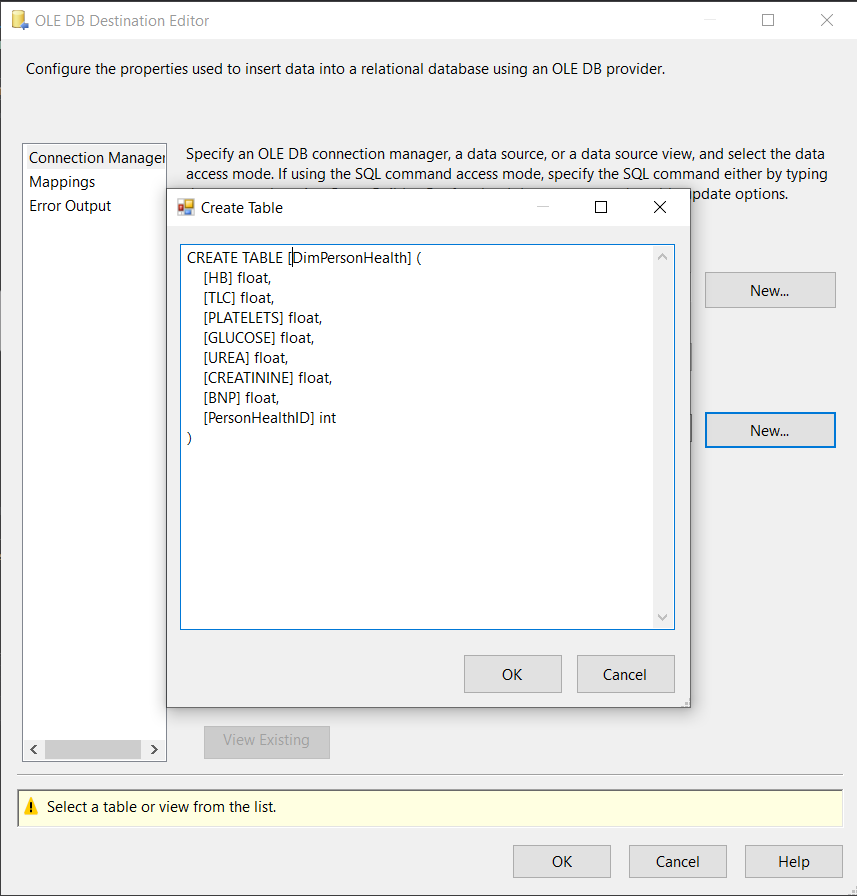 OLE DB Destination Editor
Configure the properties used to insert data into a relational database using an OLE DB provider.
Connection Manager
Mappings
Error Output
Specify an OLE DB connection manager, a data source, or a data source view, and select the data
access mode. If using the SQL command access mode, specify the SQL command either by typing
update options.
Create Table
CREATE TABLE [DimPersonHealth] (
[HB] float,
[TLC] float,
[PLATELETS] float,
[GLUCOSE] float,
[UREA] float,
[CREATININE] float,
[BNP] float,
[PersonHealthID] int
)
OK
Cancel
New...
New...
View Existing
Select a table or view from the list.
OK
Cancel
Help